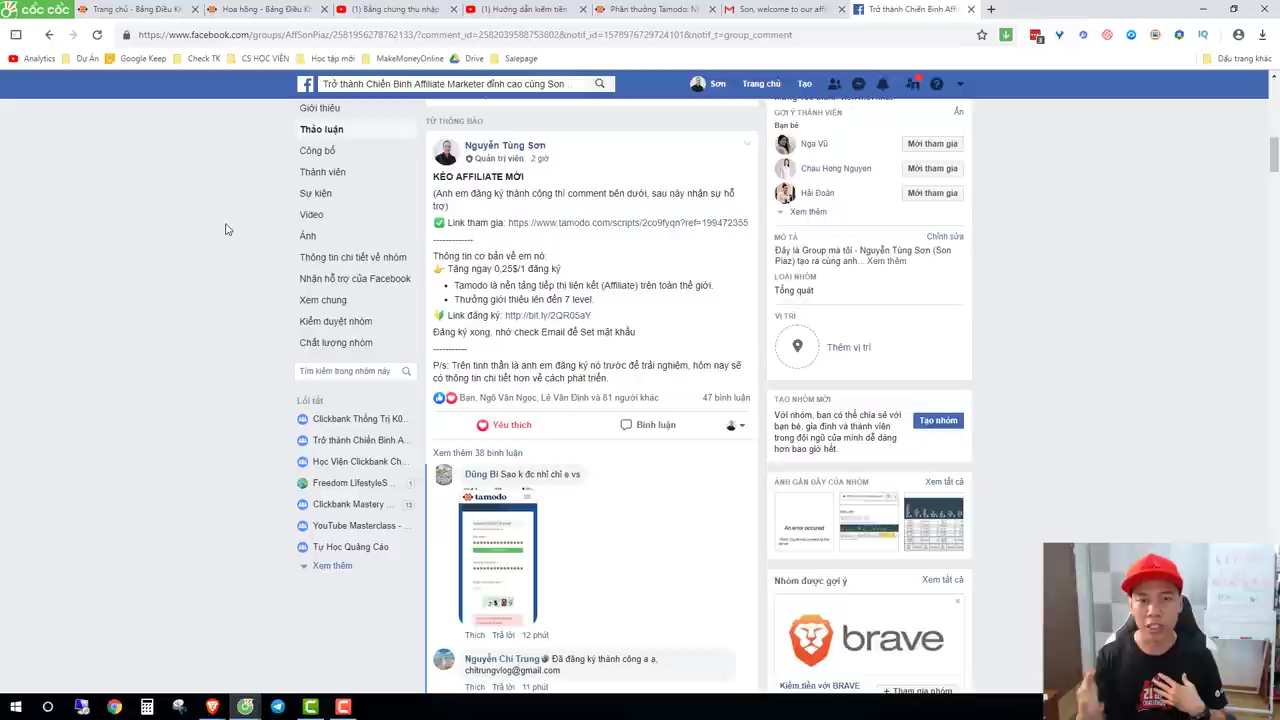 cốc cốc
Trang chủ - Bảng Điều K
Hoa hồng - Bảng Điều K
(1) Bằng chứng thu nhập
(1) Hướng dẫn kiếm tiền
Phần thưởng Tamodo: N
Son, welcome to our affi
Trở thành Chiến Binh Affi
https://www.facebook.com/groups/AffSonPiaz/2581956278762133/?comment_id=2582039588753802&notif_id=1578976729724101&notif_t=group_comment
Analytics
Dự Án
Google Keep
Check TK
CS HỌC VIÊN
Học tập mới
MakeMoneyOnline
Drive
Salepage
Dấu trang khác
Trở thành Chiến Binh Affiliate Marketer đỉnh cao cùng Son ...
Sơn
Trang chủ
Tạo
Giới thiệu
Thảo luận
Công bố
Thành viên
Sự kiện
Video
Ảnh
Thông tin chi tiết về nhóm
Nhận hỗ trợ của Facebook
Xem chung
Kiểm duyệt nhóm
Chất lượng nhóm
Tìm kiếm trong nhóm này
Lối tắt
Clickbank Thống Trị K0..
Trở thành Chiến Binh A...
Học Viện Clickbank Ch...
Freedom LifestyleS ..
1
Clickbank Mastery ...
13
YouTube Masterclass - ...
Tự Học Quảng Cáo
Xem thêm
TỪ THÔNG BÁO
Nguyễn Tùng Sơn
Quản trị viên · 2 giờ
KÈO AFFILIATE MỚI
(Anh em đăng ký thành công thì comment bên dưới, sau này nhận sự hỗ
trợ)
Link tham gia: https://www.tamodo.com/scripts/2co9fyqn?ref=199472355
-------------
Thông tin cơ bản về em nó:
Tặng ngay 0,25$/1 đăng ký
Tamodo là nền tảng tiếp thị liên kết (Affiliate) trên toàn thế giới.
Thưởng giới thiệu lên đến 7 level.
Link đăng ký: http://bit.ly/2QR05aY
Đăng ký xong, nhớ check Email để Set mật khẩu
-----------
P/s: Trên tinh thần là anh em đăng ký nó trước để trải nghiệm, hôm nay sẽ
có thông tin chi tiết hơn về cách phát triển.
Bạn, Ngô Văn Ngọc, Lê Văn Định và 81 người khác
47 bình luận
Yêu thích
Bình luận
Xem thêm 38 bình luận
Dũng Bi Sao k đc nhỉ chỉ e vs
tamodo
Thích Trả lời 12 phút
Nguyễn Chí Trung Đã đăng ký thành công a ạ,
chitrungvlog@gmail.com
Thích Trả lời 11 phút
GỢI Ý THÀNH VIÊN
Ẩn
Bạn bè
Nga Vũ
Mời tham gia
Chau Hong Nguyen
Mời tham gia
Hải Đoán
Mời tham gia
Xem thêm
MÔ TẢ
Chỉnh sửa
Đây là Group mà tôi - Nguyễn Tùng Sơn (Son
Piaz) tạo ra cùng anh... Xem thêm
LOẠI NHÓM
Tổng quát
VỊ TRÍ
Thêm vị trí
TẠO NHÓM MỚI
Với nhóm, bạn có thể chia sẻ với
bạn bè, gia đình và thành viên
trong đội ngũ của mình dễ dàng
hơn bao giờ hết.
Tạo nhóm
ẢNH GẦN ĐÂY CỦA NHÓM
Xem tất cả
An error occured
Nhóm được gợi ý
Xem tất cả
brave
Kiếm tiền với BRAVE
Tham gia nhóm